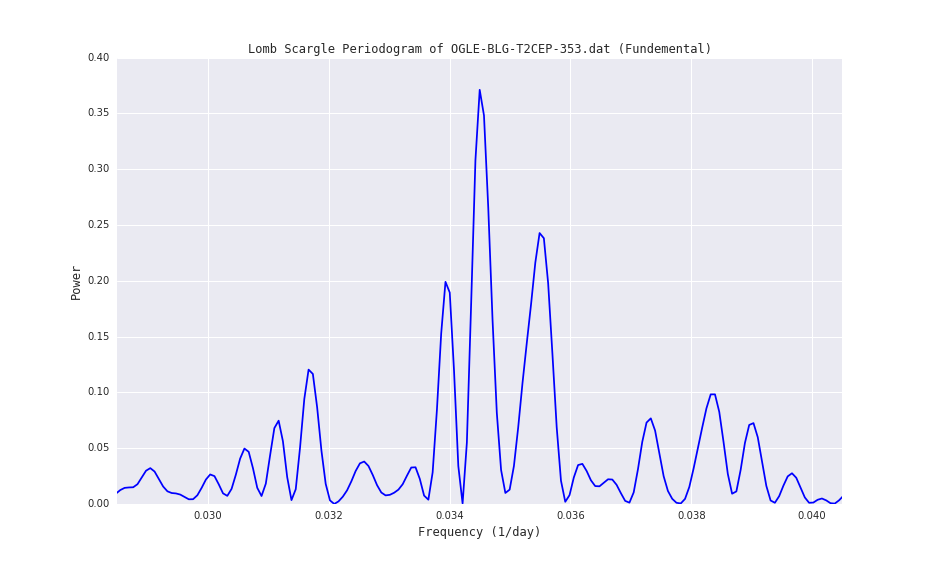 Lomb Scargle Periodogram of OGLE-BLG-T2CEP-353.dat (Fundemental)
0.40
0.35
0.30
0.25
0.20
0.15
0.10
0.05
0.00
Power
0.030 0.032 0.034 0.036 0.038 0.040
Frequency (1/day)